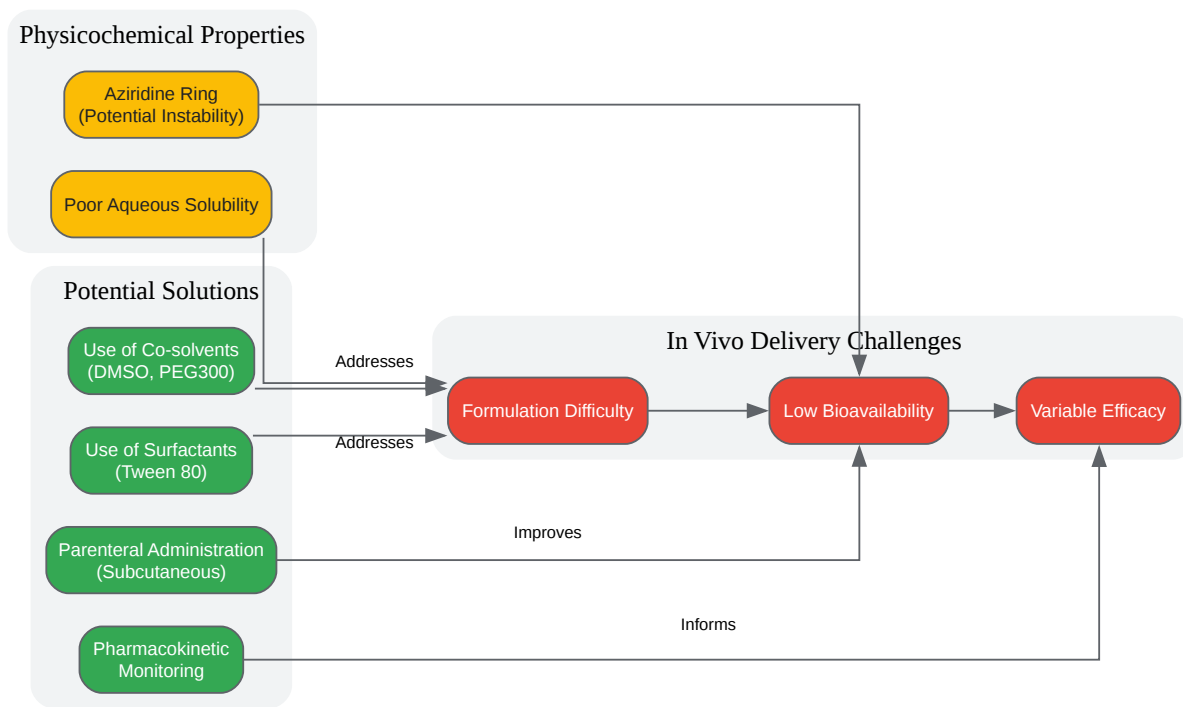 Physicochemical Properties
Aziridine Ring
(Potential Instability)
Poor Aqueous Solubility
Potential Solutions
Use of Co-solvents
(DMSO, PEG300)
Use of Surfactants
(Tween 80)
Parenteral Administration
(Subcutaneous)
Pharmacokinetic
Monitoring
Addresses
Addresses
Improves
Informs
In Vivo Delivery Challenges
Formulation Difficulty
Low Bioavailability
Variable Efficacy